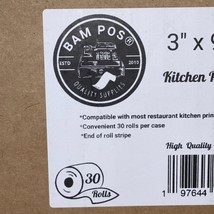 BAM POS®
ESTD 2010
QUALITY SUPPLIES
3" x
Kitchen
*Compatible with most restaurant kitchen prin
*Convenient 30 rolls per case
*End of roll stripe
High Quality
30
Rolls
1 97644